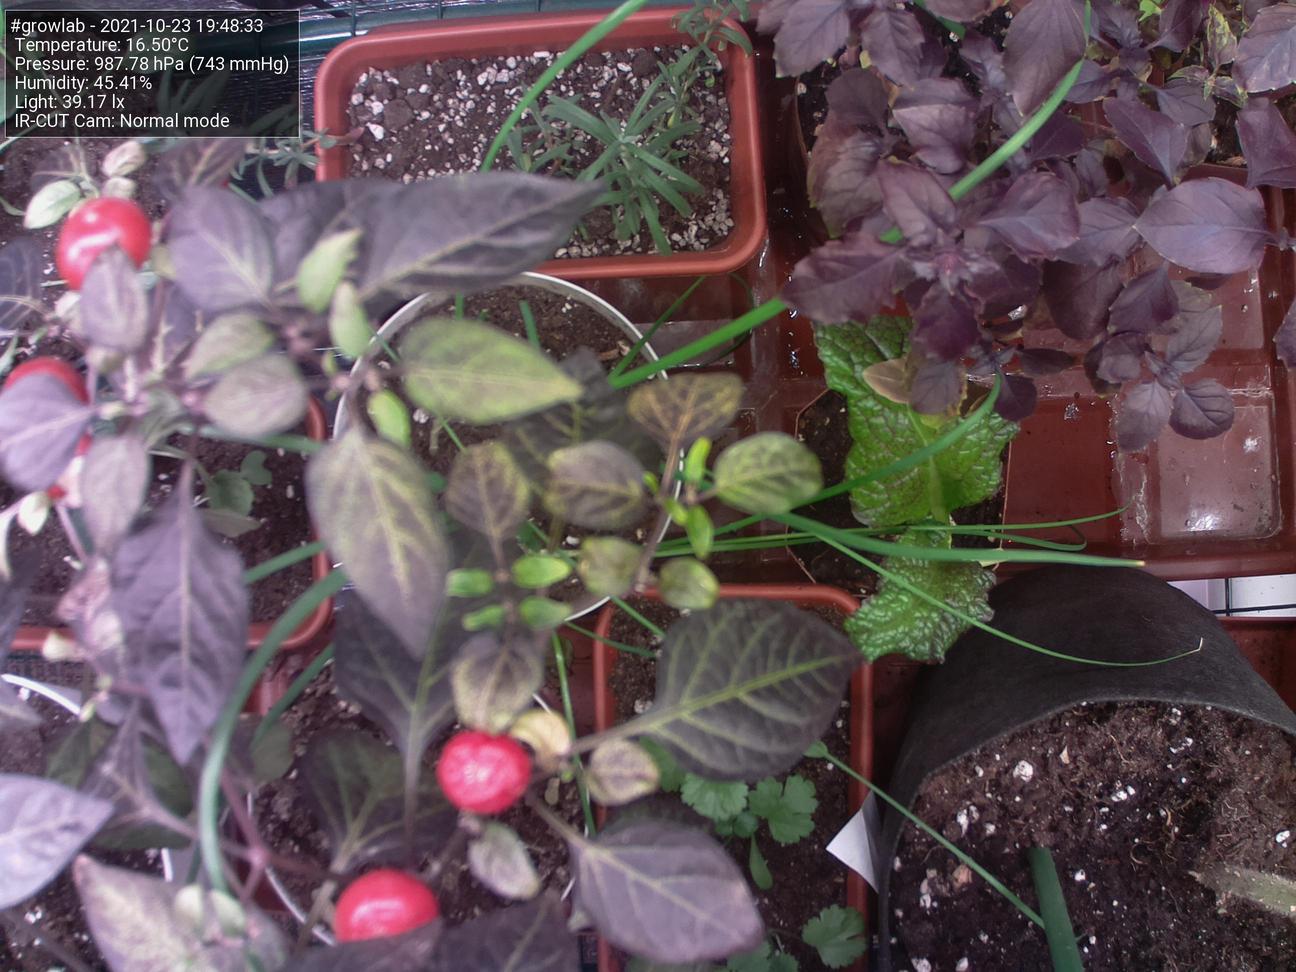 #growlab - 2021-10-23 19:48:33
Temperature: 16.50°C
Pressure: 987.78 hPa (743 mmHg)
Humidity: 45.41%
Light: 39.17 lx
IR-CUT Cam: Normal mode